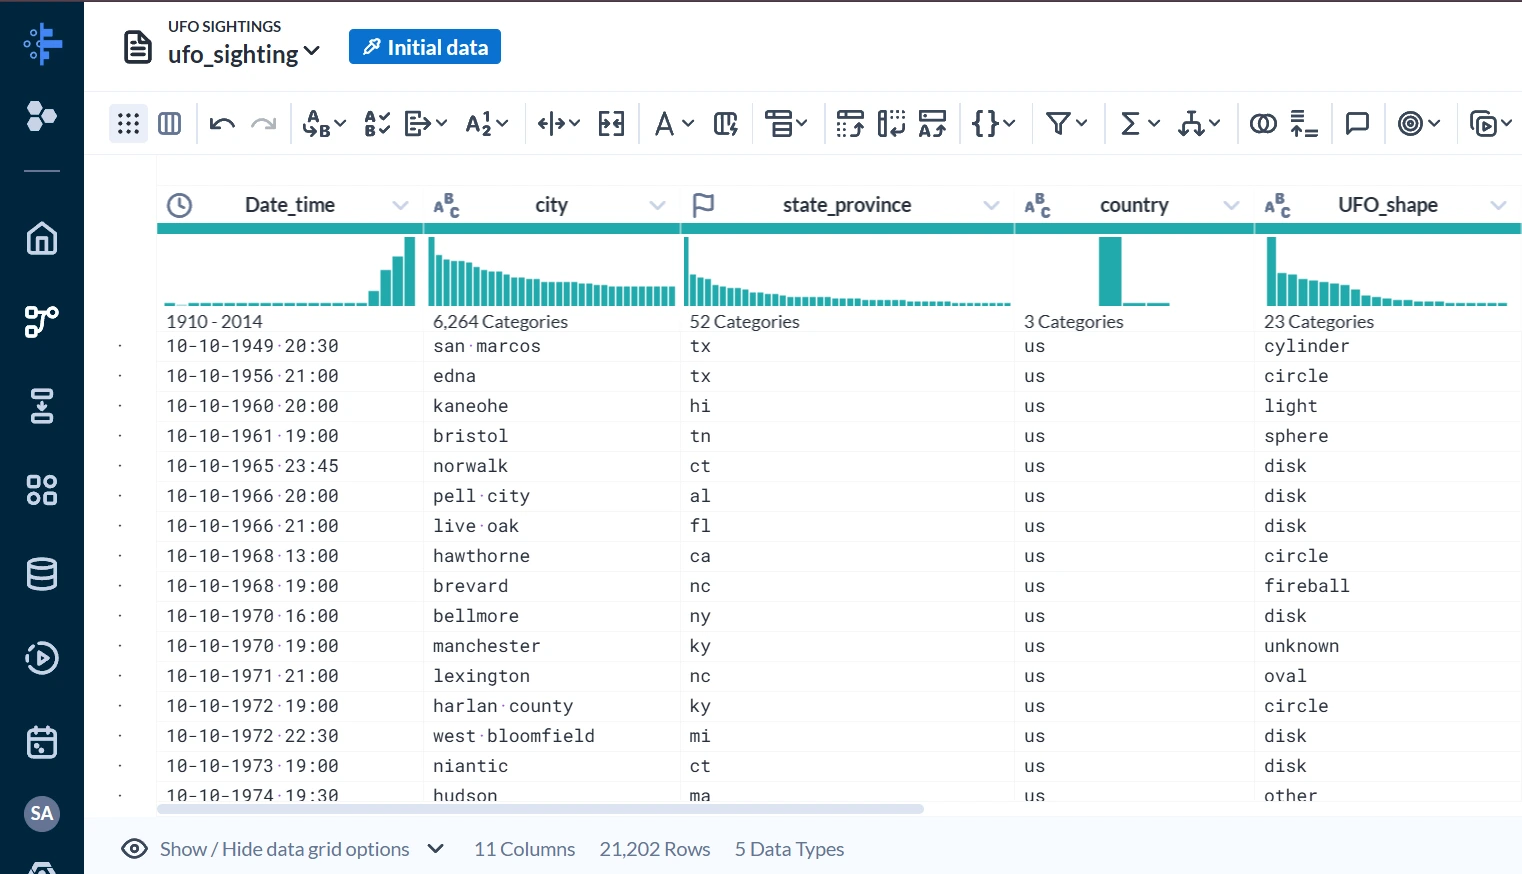 UFO SIGHTINGS
ufo_sighting
Initial data
Date_time city state_province country UFO_shape
1910 - 2014 6,264 Categories 52 Categories 3 Categories 23 Categories
10-10-1949·20:30 san·marcos tx us cylinder
10-10-1956·21:00 edna tx us circle
10-10-1960·20:00 kaneohe hi us light
10-10-1961·19:00 bristol tn us sphere
10-10-1965·23:45 norwalk ct us disk
10-10-1966·20:00 pell·city al us disk
10-10-1966·21:00 live·oak fl us disk
10-10-1968·13:00 hawthorne ca us circle
10-10-1968·19:00 brevard nc us fireball
10-10-1970·16:00 bellmore ny us disk
10-10-1970·19:00 manchester ky us unknown
10-10-1971·21:00 lexington nc us oval
10-10-1972·19:00 harlan·county ky us circle
10-10-1972·22:30 west·bloomfield mi us disk
10-10-1973·19:00 niantic ct us disk
10-10-1974·19:30 hudson ma us other
SA
Show / Hide data grid options 11 Columns 21,202 Rows 5 Data Types